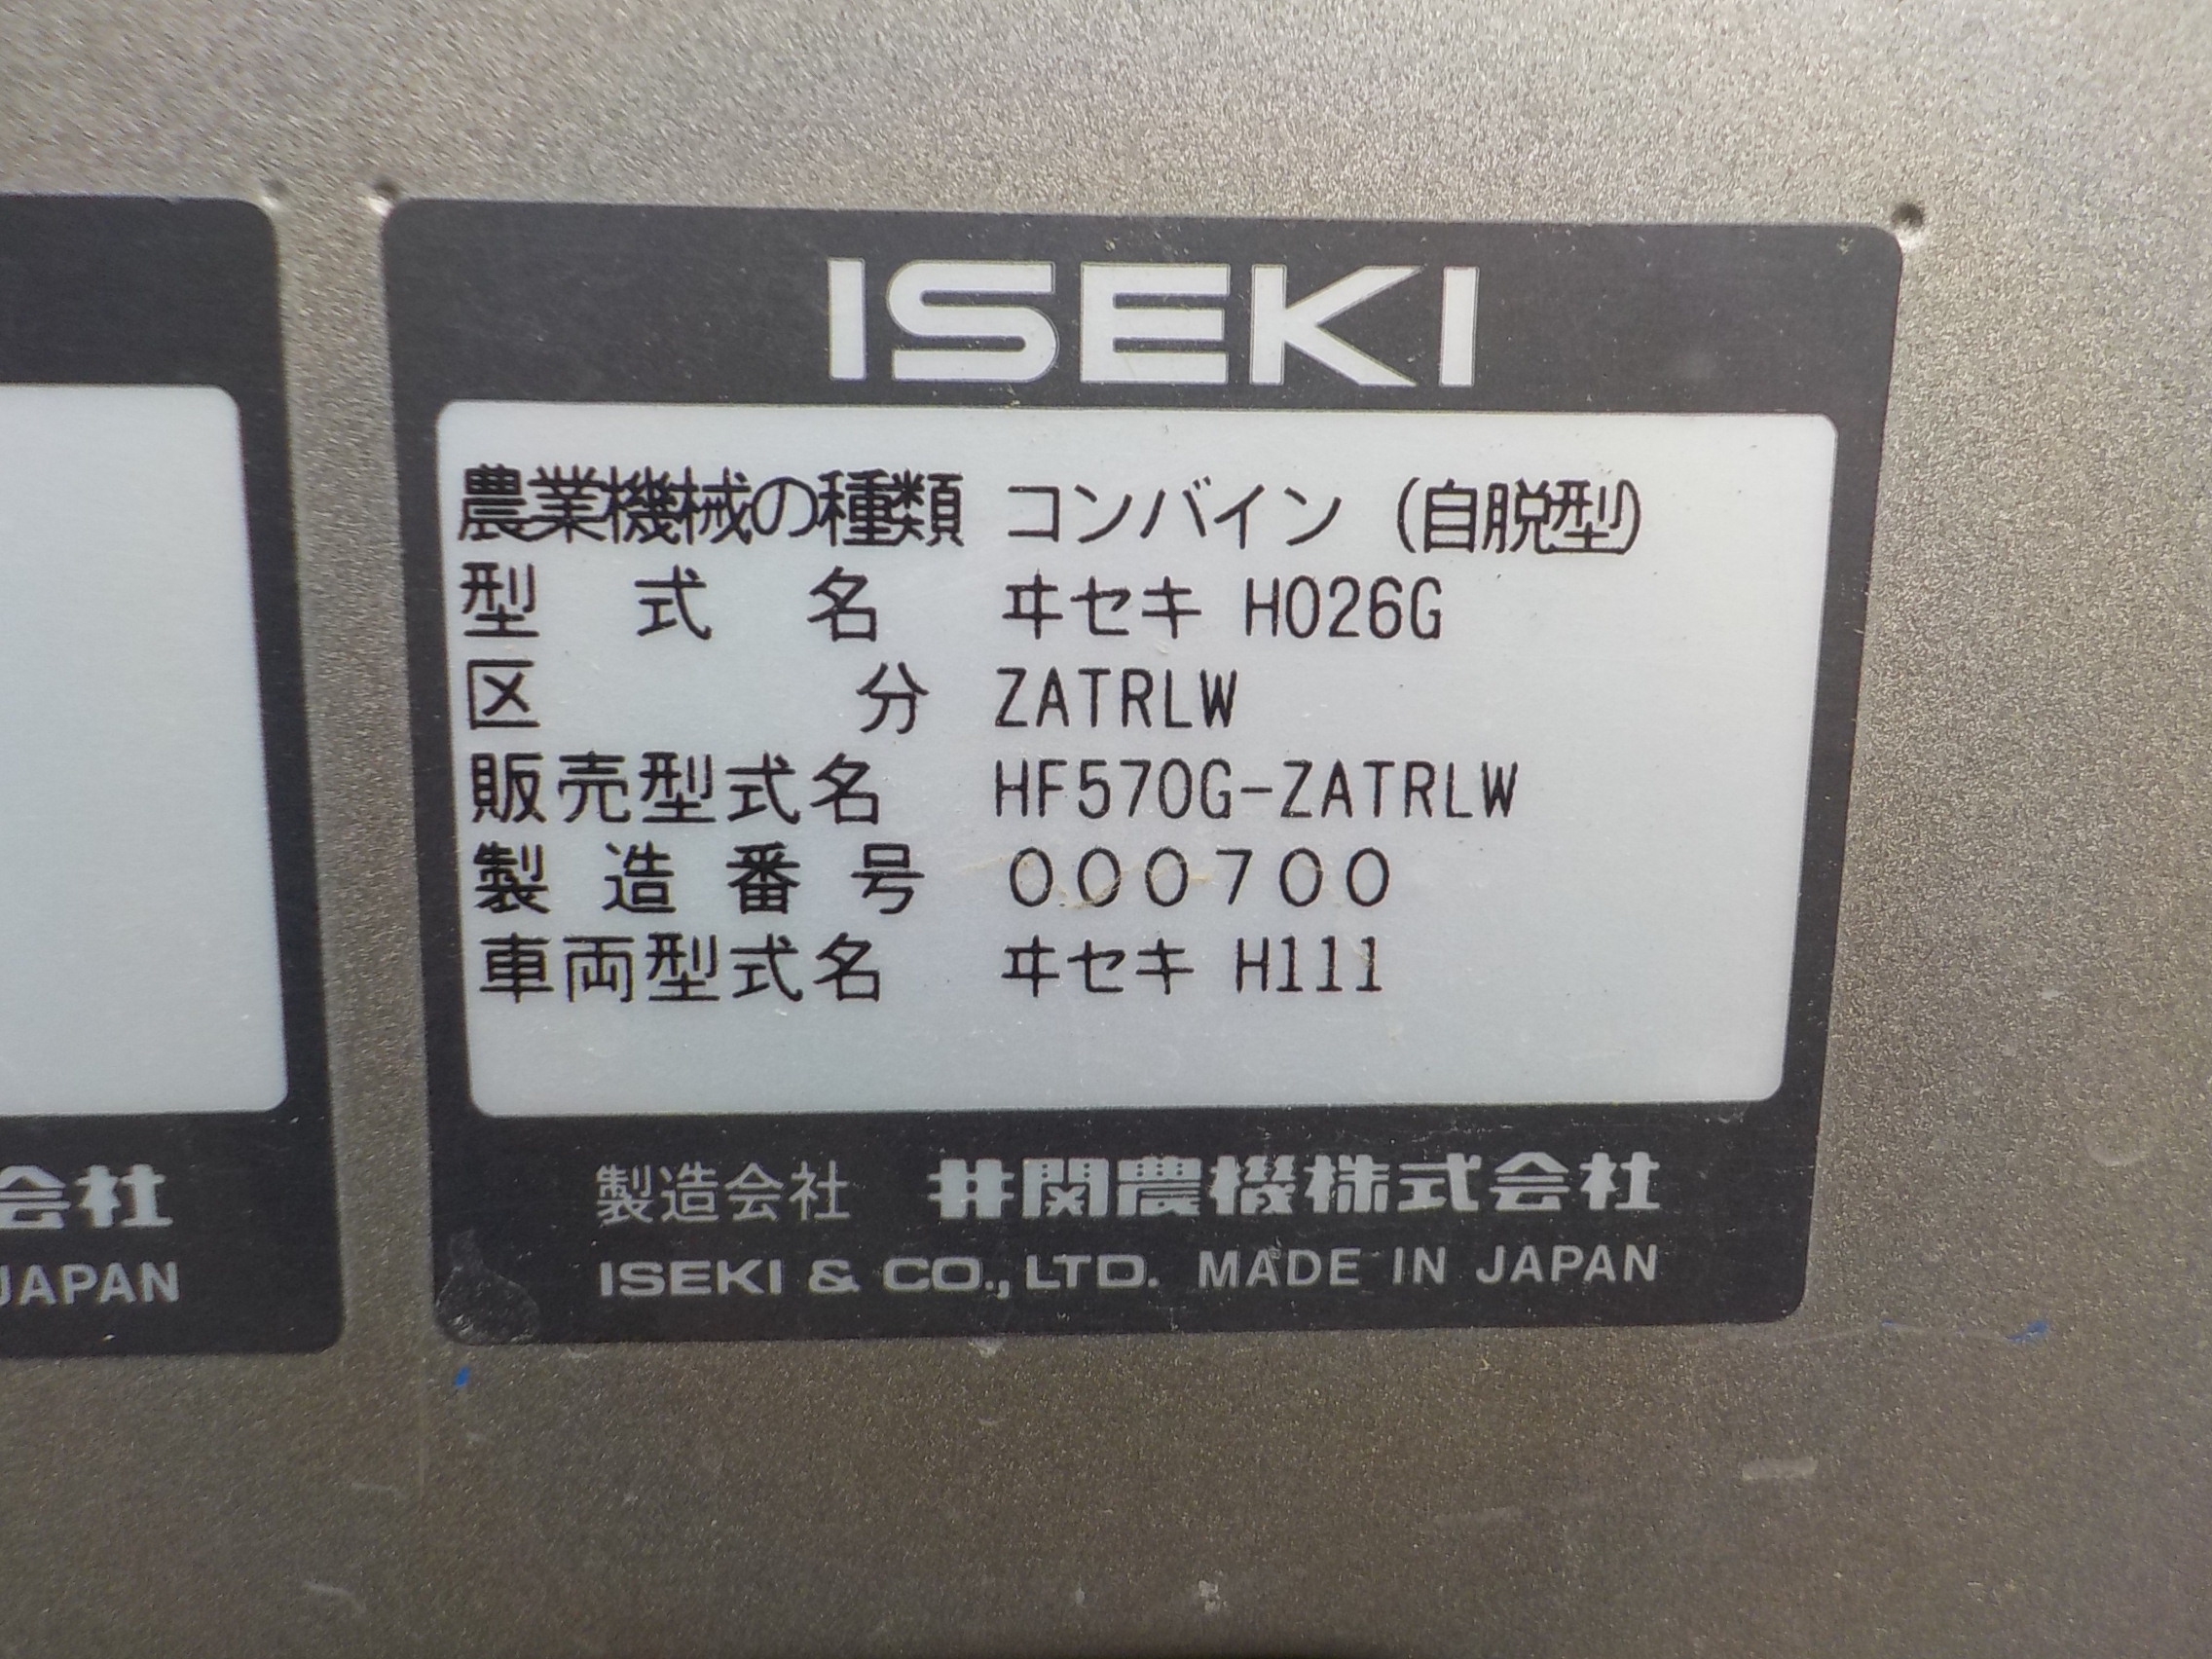 ISEKI
農業機械の種類 コンバイン (自脱型)
型式名 ヰセキ H026G
区分 ZATRLW
販売型式名 HF570G-ZATRLW
製造番号 000700
車両型式名 ヰセキ H111
製造会社 井関農機株式会社
ISEKI & CO., LTD. MADE IN JAPAN
会社
JAPAN